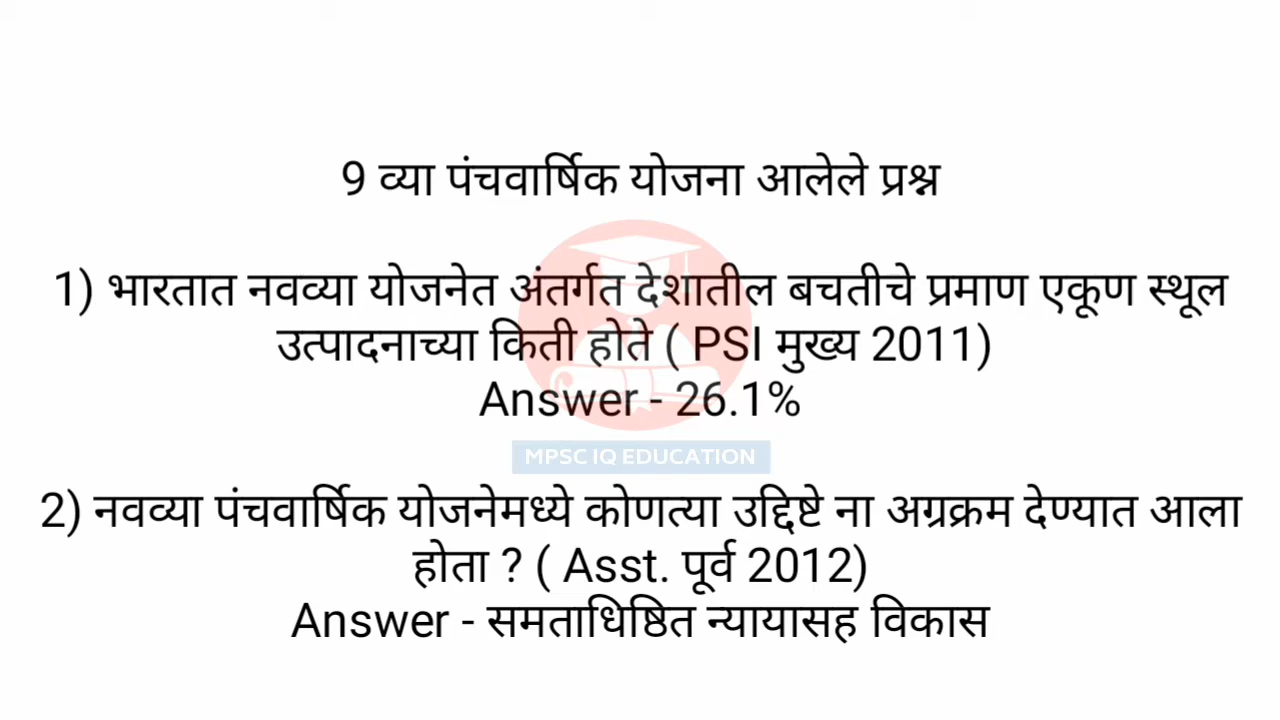 9 व्या पंचवार्षिक योजना आलेले प्रश्न
1) भारतात नवव्या योजनेत अंतर्गत देशातील बचतीचे प्रमाण एकूण स्थूल
उत्पादनाच्या किती होते ( PSI मुख्य 2011)
Answer - 26.1%
MPSC IQ EDUCATION
2) नवव्या पंचवार्षिक योजनेमध्ये कोणत्या उद्दिष्टे ना अग्रक्रम देण्यात आला
होता ? ( Asst. पूर्व 2012)
Answer - समताधिष्ठित न्यायासह विकास